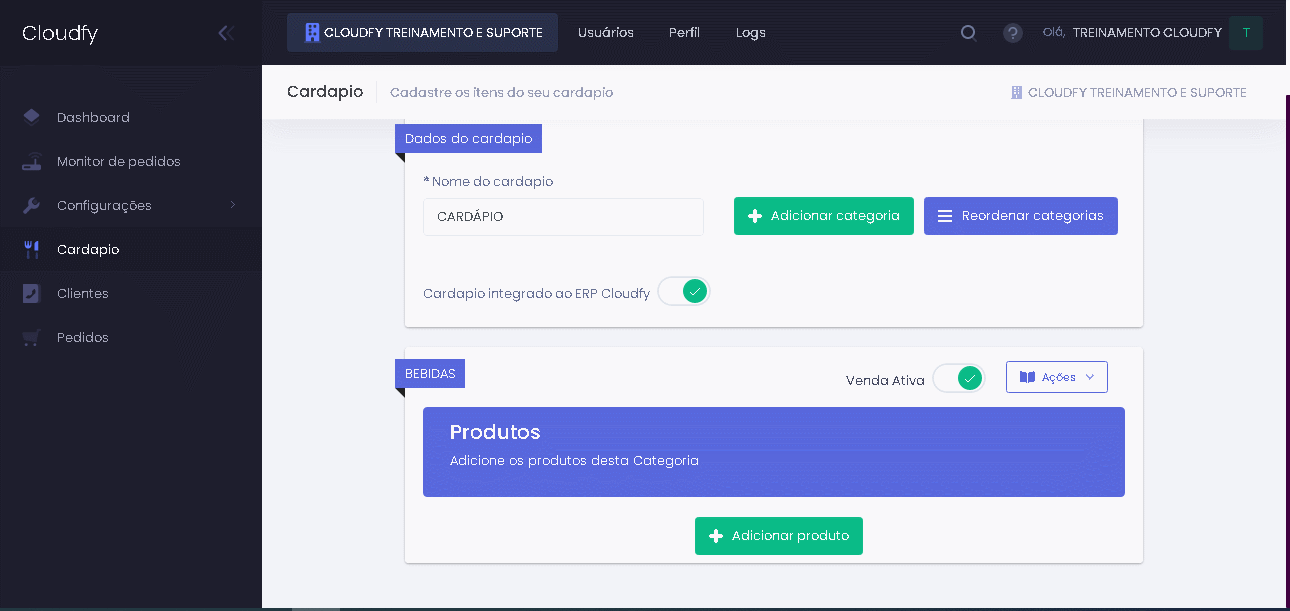 Cloudfy
CLOUDFY TREINAMENTO E SUPORTE Usuários Perfil Logs ? Olá, TREINAMENTO CLOUDFY T
Cardapio Cadastre os itens do seu cardapio CLOUDFY TREINAMENTO E SUPORTE
Dashboard
Monitor de pedidos
Configurações
Cardapio
Clientes
Pedidos
Dados do cardapio
* Nome do cardapio
CARDÁPIO Adicionar categoria Reordenar categorias
Cardapio integrado ao ERP Cloudfy
BEBIDAS Venda Ativa Ações
Produtos
Adicione os produtos desta Categoria
Adicionar produto